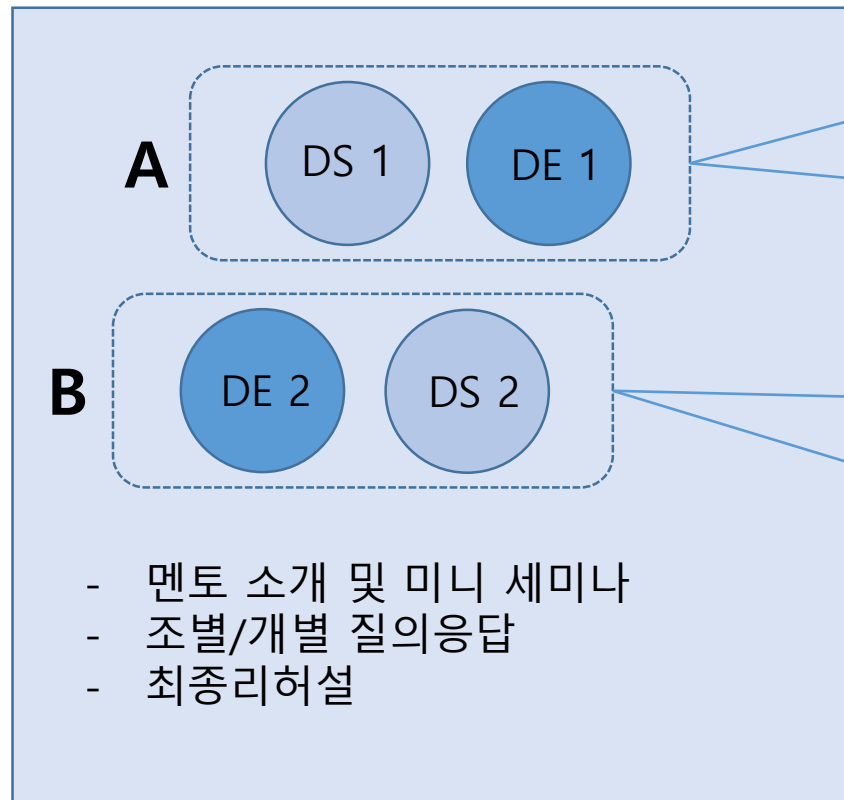 A
DS 1 DE 1
B
DE 2 DS 2
- 멘토 소개 및 미니 세미나
- 조별/개별 질의응답
- 최종리허설